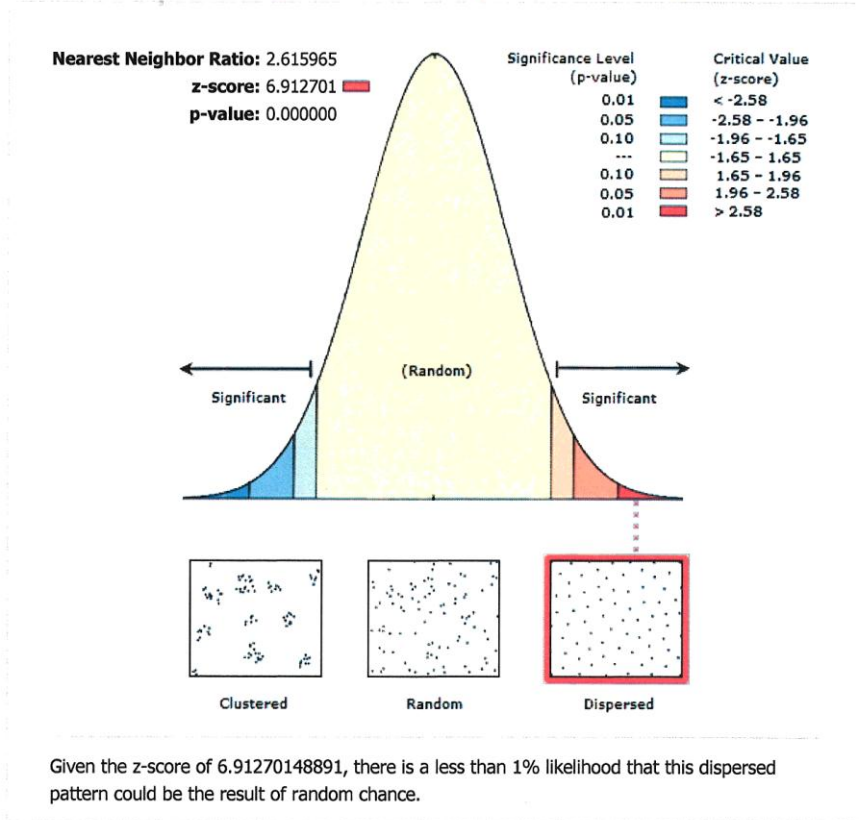 Nearest Neighbor Ratio: 2.615965
z-score: 6.912701
p-value: 0.000000
Significance Level
(p-value)
Critical Value
(z-score)
0.01 < -2.58
0.05 -2.58 – -1.96
0.10 -1.96 – -1.65
--- -1.65 – 1.65
0.10 1.65 – 1.96
0.05 1.96 – 2.58
0.01 > 2.58
Significant
(Random)
Significant
Clustered
Random
Dispersed
Given the z-score of 6.91270148891, there is a less than 1% likelihood that this dispersed
pattern could be the result of random chance.